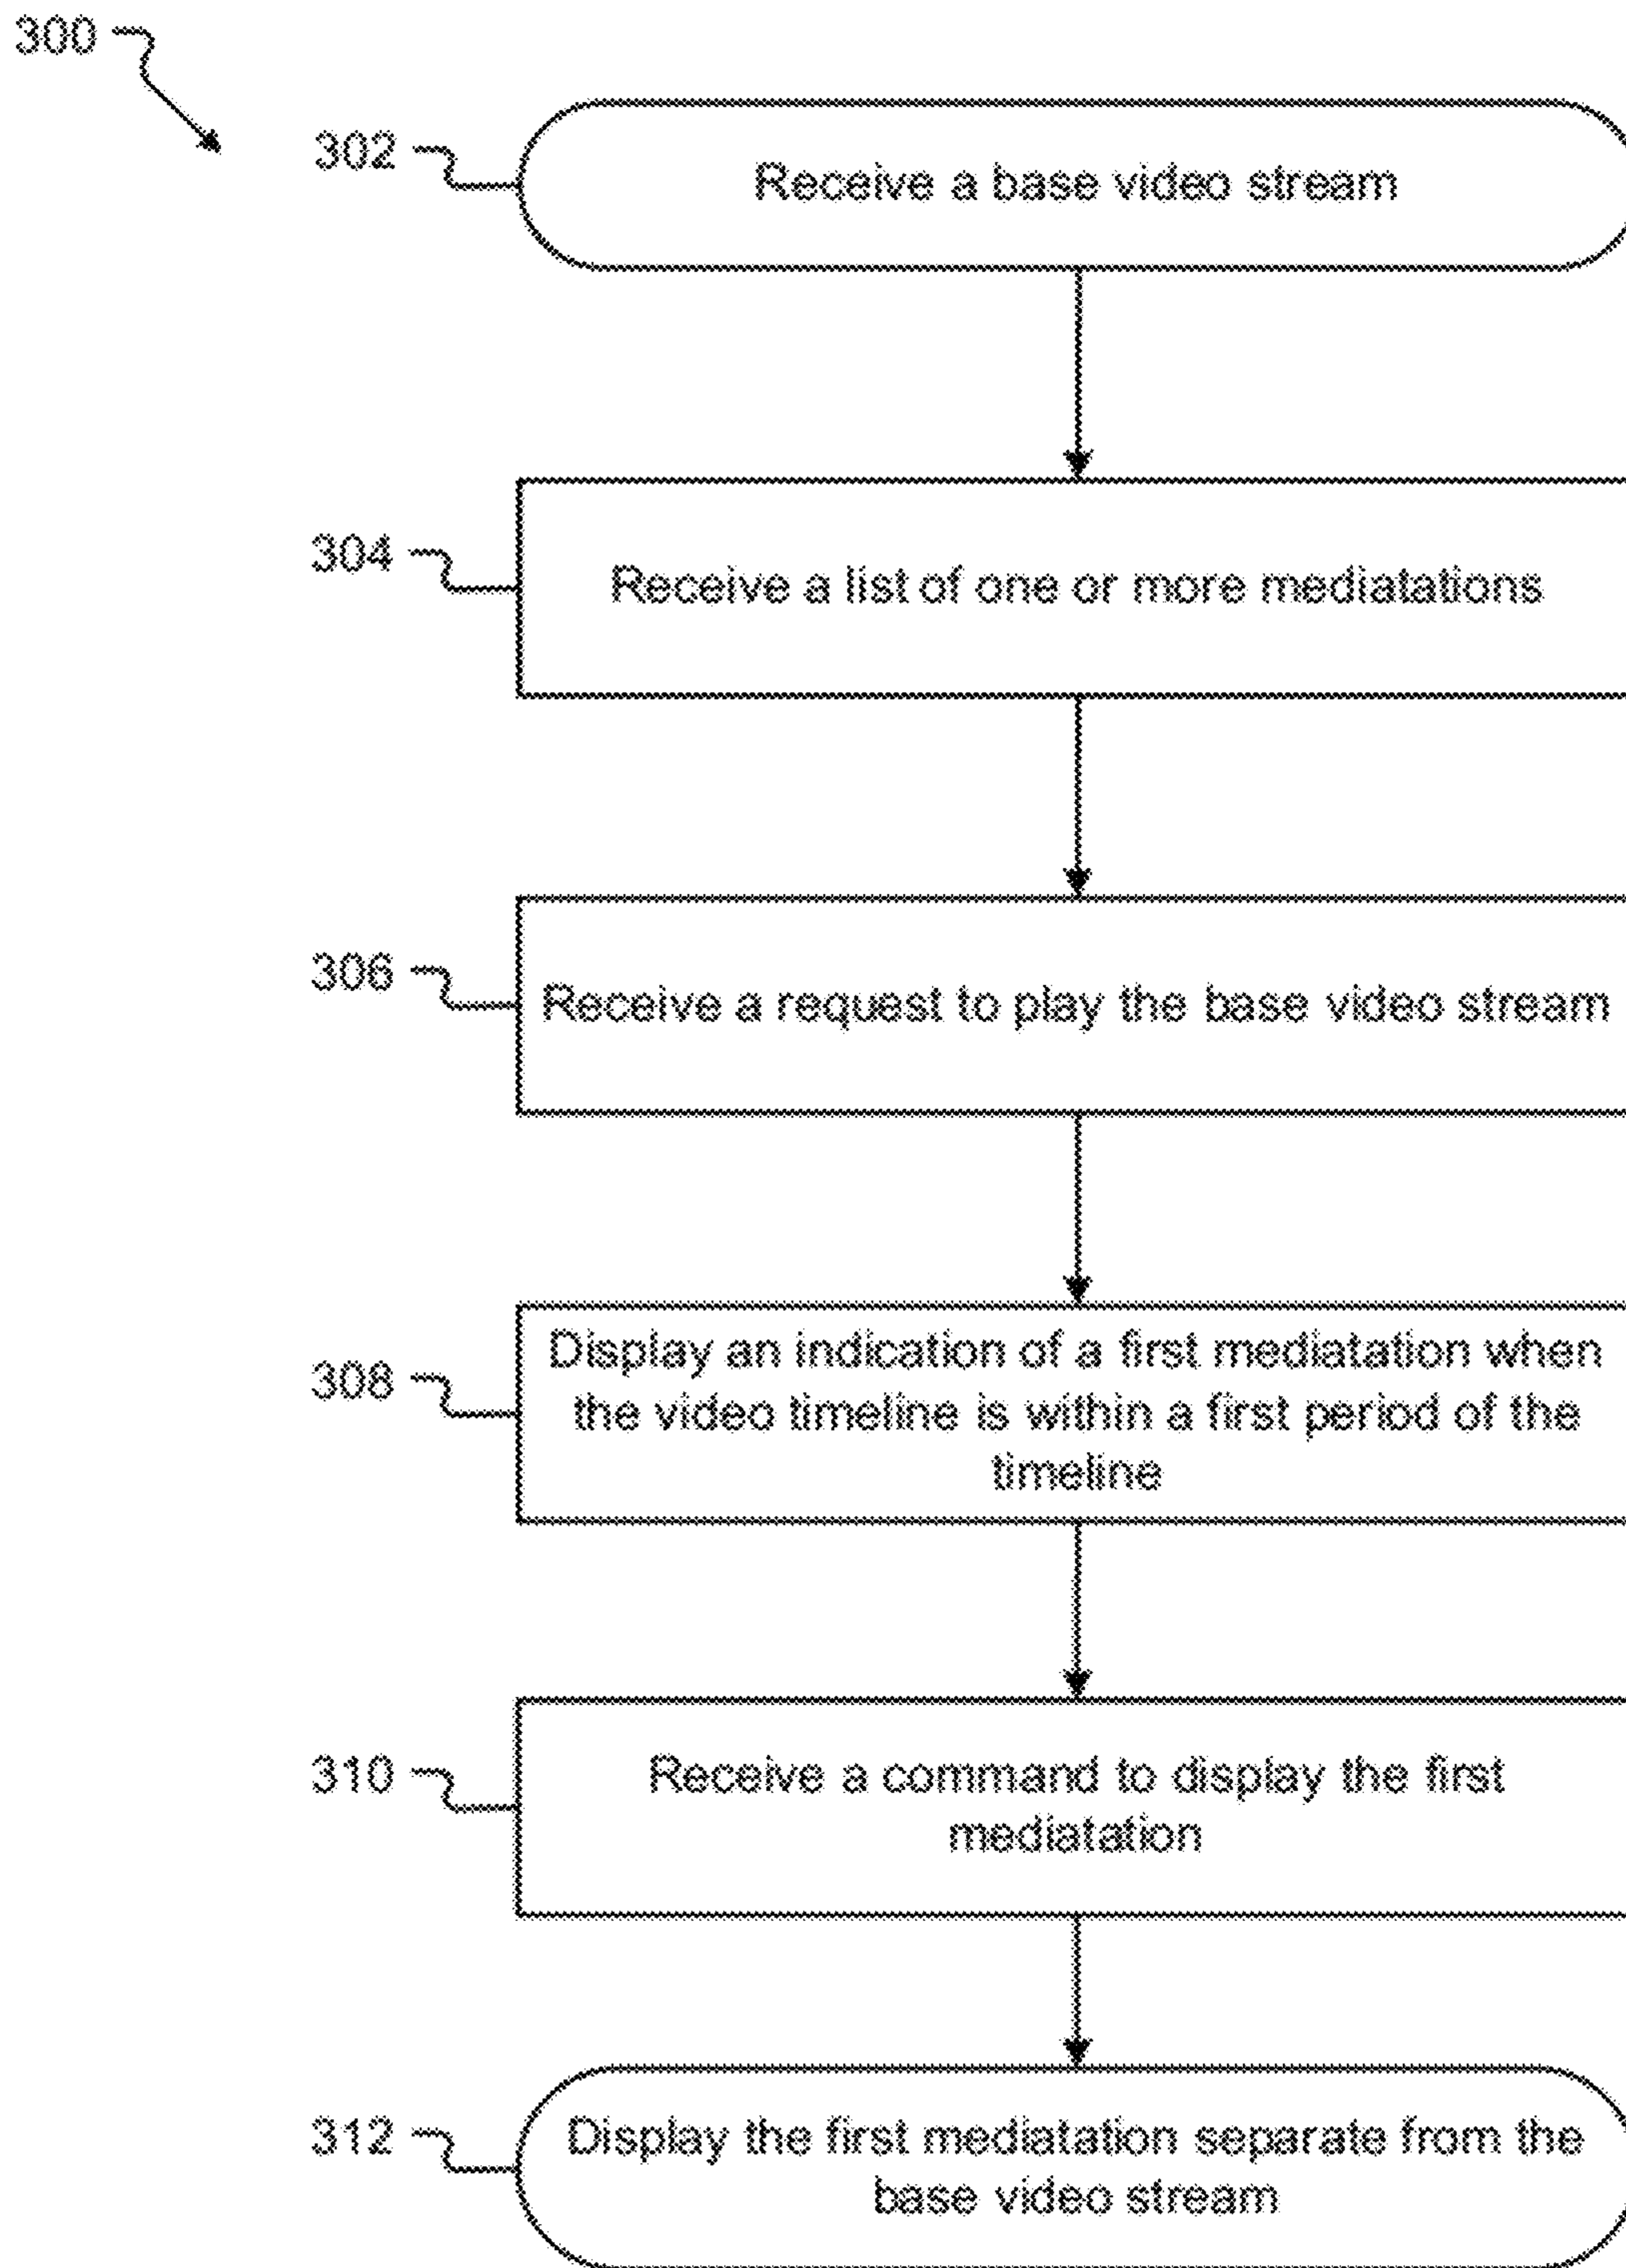 300
302
Receive a base video stream
304
Receive a list of one or more mediatations
306
Receive a request to play the base video stream
308
Display an indication of a first mediatation when
the video timeline is within a first period of the
timeline
310
Receive a command to display the first
mediatation
312
Display the first mediatation separate from the
base video stream